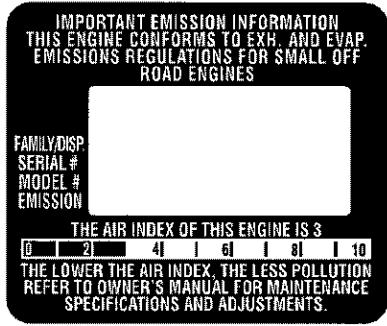 IMPORTANT EMISSION INFORMATION
THIS ENGINE CONFORMS TO EXH. AND EVAP.
EMISSIONS REGULATIONS FOR SMALL OFF
ROAD ENGINES
FAMILY/DISP.
SERIAL #
MODEL #
EMISSION
THE AIR INDEX OF THIS ENGINE IS 3
0 2 4 6 8 10
THE LOWER THE AIR INDEX, THE LESS POLLUTION
REFER TO OWNER'S MANUAL FOR MAINTENANCE
SPECIFICATIONS AND ADJUSTMENTS.